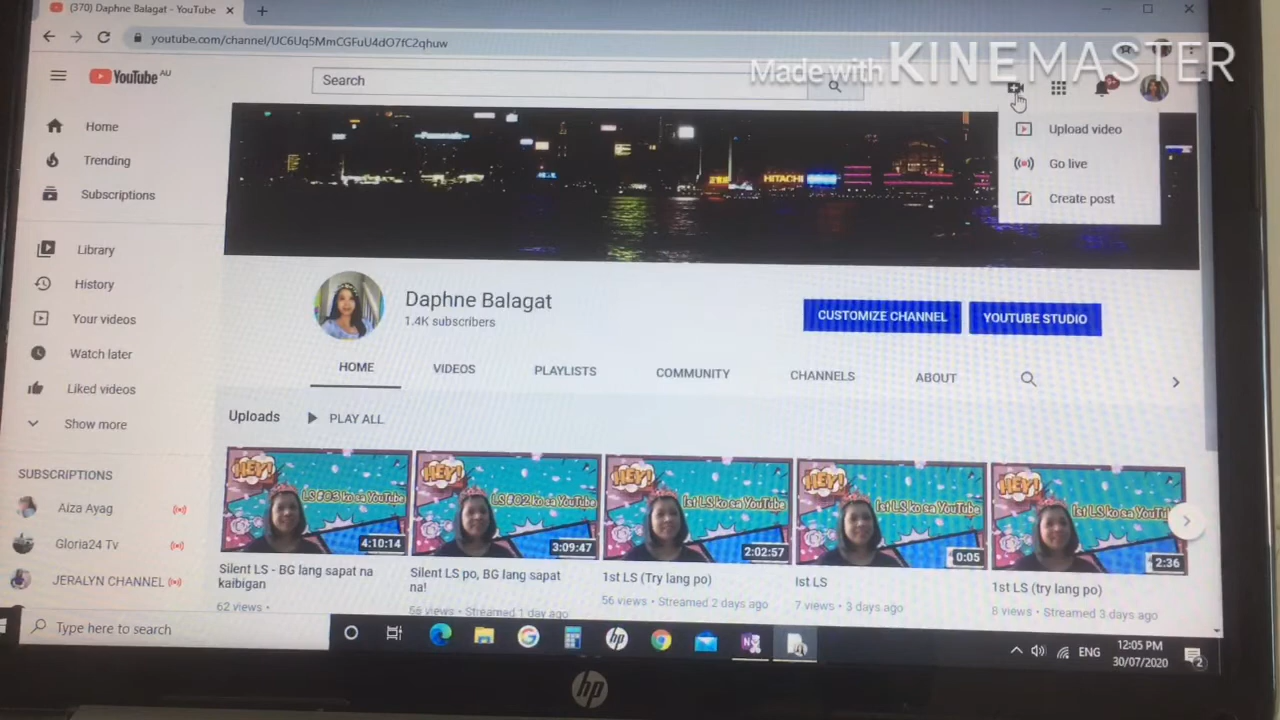 (370) Daphne Balagat - YouTube
youtube.com/channel/UC6Uq5MmCGFuU4dO7fC2qhuw
Made with KINEMASTER
YouTube AU
Search
Home
Trending
Subscriptions
Library
History
Your videos
Watch later
Liked videos
Show more
SUBSCRIPTIONS
Aiza Ayag
Gloria24 Tv
JERALYN CHANNEL
Upload video
Go live
Create post
HITACHI
Daphne Balagat
1.4K subscribers
CUSTOMIZE CHANNEL
YOUTUBE STUDIO
HOME VIDEOS PLAYLISTS COMMUNITY CHANNELS ABOUT
Uploads PLAY ALL
HEY!
LS #03 ko sa YouTube
4:10:14
Silent LS - BG lang sapat na
kaibigan
62 views •
HEY!
LS #02 ko sa YouTube
3:09:47
Silent LS po, BG lang sapat
na!
56 views • Streamed 1 day ago
HEY!
1st LS ko sa YouTube
2:02:57
1st LS (Try lang po)
56 views • Streamed 2 days ago
HEY!
1st LS ko sa YouTube
0:05
Ist LS
7 views • 3 days ago
HEY!
1st LS ko sa YouTu
2:36
1st LS (try lang po)
8 views • Streamed 3 days ago
Type here to search
hp
ENG
12:05 PM
30/07/2020
2
hp